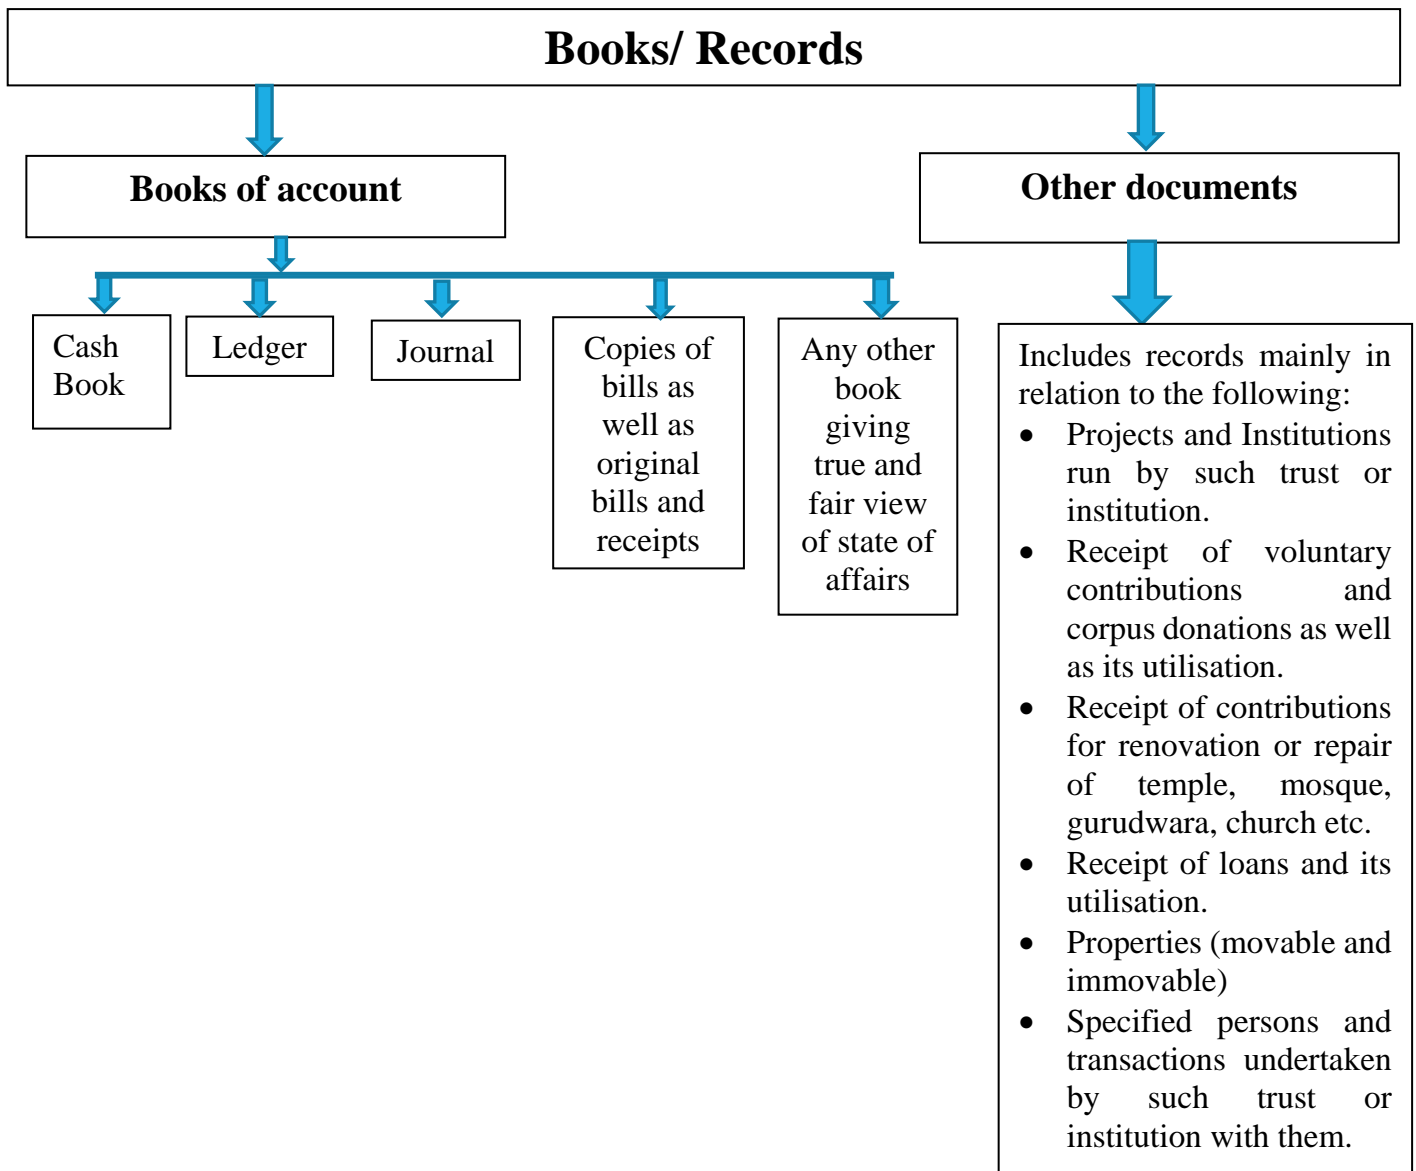 Books/ Records
Books of account
Other documents
Cash
Book
Ledger
Journal
Copies of
bills as
well as
original
bills and
receipts
Any other
book
giving
true and
fair view
of state of
affairs
Includes records mainly in
relation to the following:
• Projects and Institutions
run by such trust or
institution.
• Receipt of voluntary
contributions and
corpus donations as well
as its utilisation.
• Receipt of contributions
for renovation or repair
of temple, mosque,
gurudwara, church etc.
• Receipt of loans and its
utilisation.
• Properties (movable and
immovable)
• Specified persons and
transactions undertaken
by such trust or
institution with them.